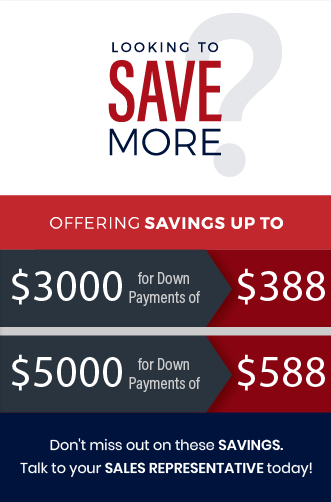 LOOKING TO
SAVE
MORE
?
OFFERING SAVINGS UP TO
$3000 for Down Payments of $388
$5000 for Down Payments of $588
Don't miss out on these SAVINGS.
Talk to your SALES REPRESENTATIVE today!